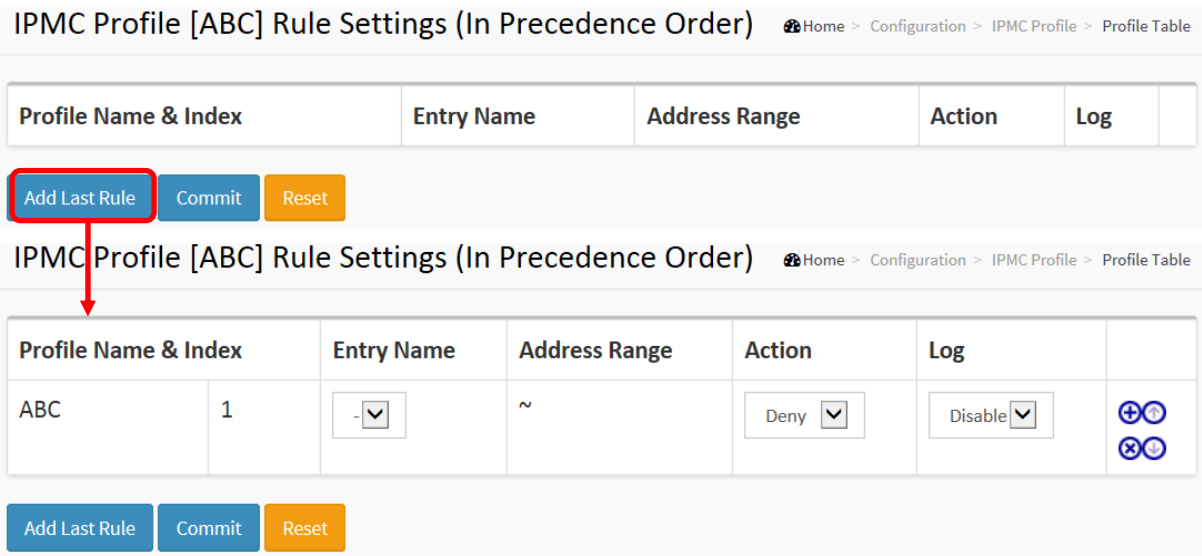 IPMC Profile [ABC] Rule Settings (In Precedence Order) Home > Configuration > IPMC Profile > Profile Table
Profile Name & Index Entry Name Address Range Action Log
Add Last Rule Commit Reset
IPMC Profile [ABC] Rule Settings (In Precedence Order) Home > Configuration > IPMC Profile > Profile Table
Profile Name & Index Entry Name Address Range Action Log
ABC 1 - ~ Deny Disable
Add Last Rule Commit Reset